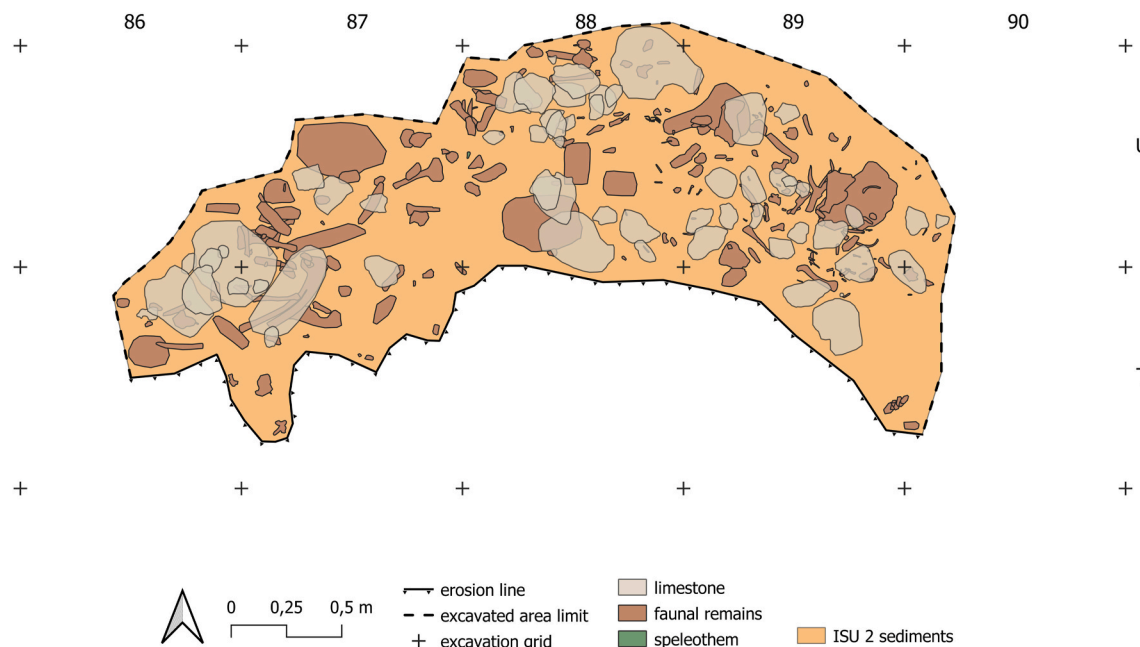 86 87 88 89 90
erosion line
excavated area limit
excavation grid
0 0,25 0,5 m
limestone
faunal remains
speleothem
ISU 2 sediments